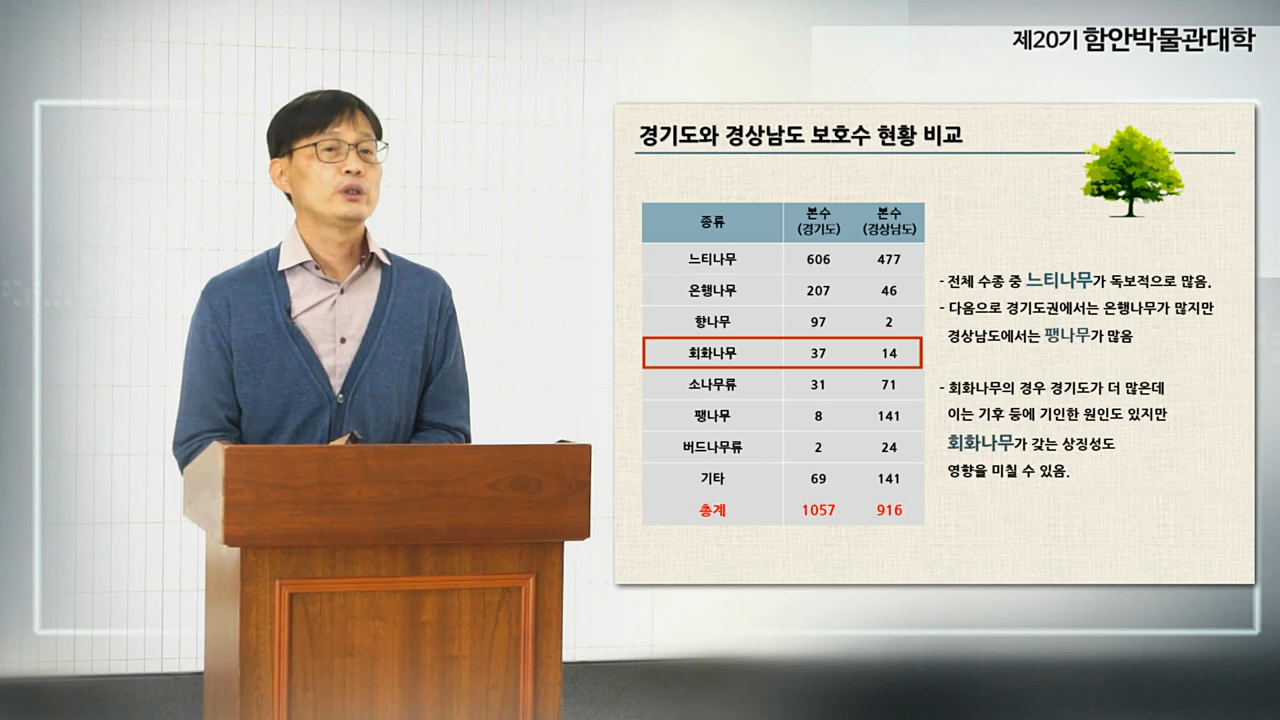 제20기 함안박물관대학
경기도와 경상남도 보호수 현황 비교
종류 본수 (경기도) 본수 (경상남도)
느티나무 606 477
은행나무 207 46
향나무 97 2
회화나무 37 14
소나무류 31 71
팽나무 8 141
버드나무류 2 24
기타 69 141
총계 1057 916
- 전체 수종 중 느티나무가 독보적으로 많음.
- 다음으로 경기도권에서는 은행나무가 많지만
경상남도에서는 팽나무가 많음
- 회화나무의 경우 경기도가 더 많은데
이는 기후 등에 기인한 원인도 있지만
회화나무가 갖는 상징성도
영향을 미칠 수 있음.